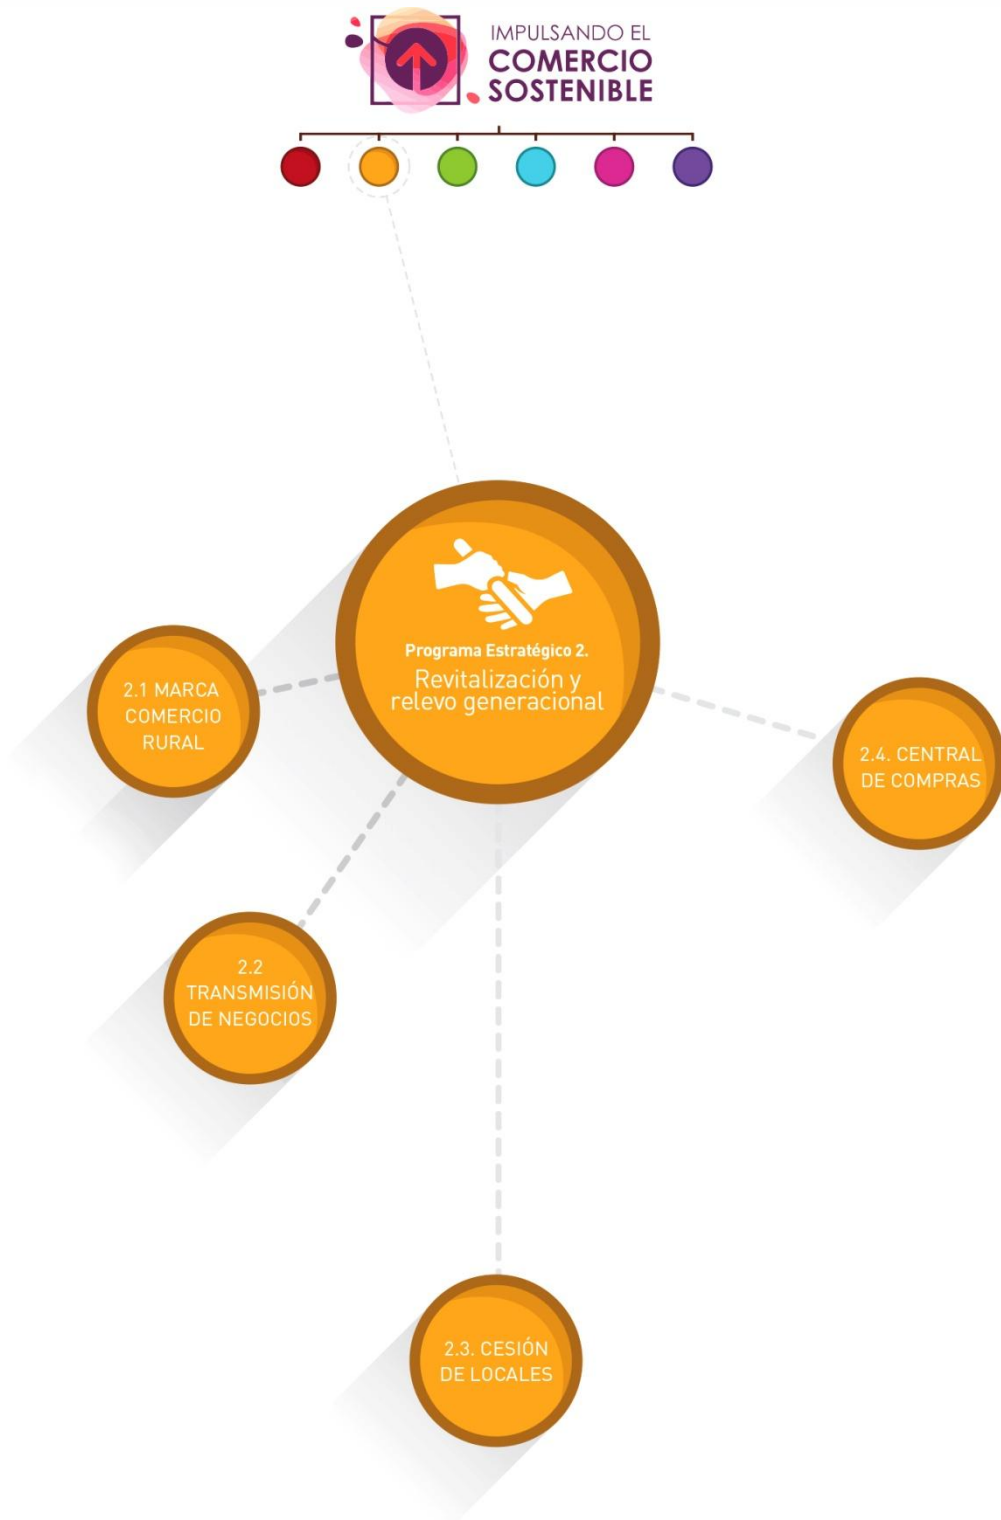 IMPULSANDO EL
COMERCIO
SOSTENIBLE
Programa Estratégico 2.
Revitalización y
relevo generacional
2.1 MARCA
COMERCIO
RURAL
2.4. CENTRAL
DE COMPRAS
2.2
TRANSMISIÓN
DE NEGOCIOS
2.3. CESIÓN
DE LOCALES